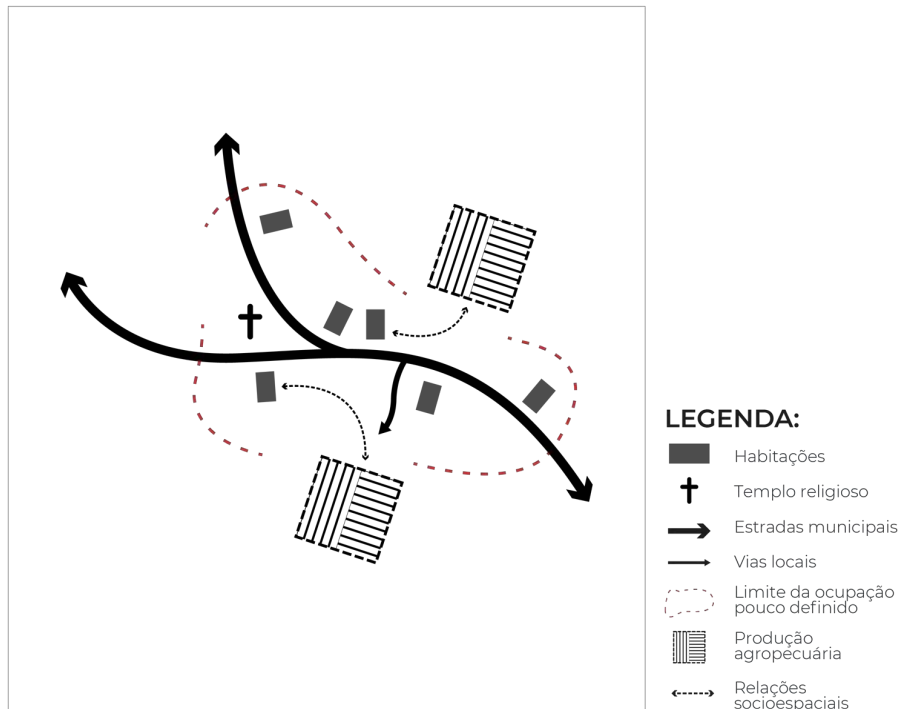 LEGENDA:
Habitações
Templo religioso
Estradas municipais
Vias locais
Limite da ocupação
pouco definido
Produção
agropecuária
Relações
socioespaciais